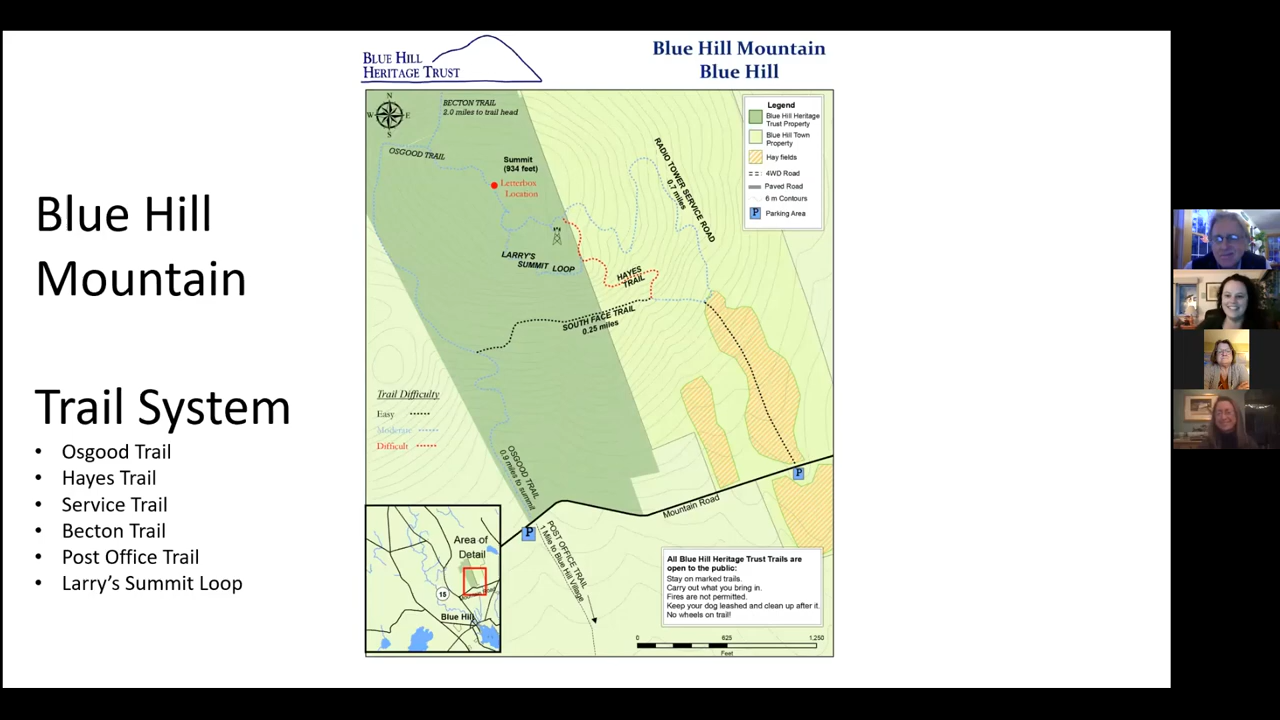 Blue Hill
Mountain
Trail System
• Osgood Trail
• Hayes Trail
• Service Trail
• Becton Trail
• Post Office Trail
• Larry's Summit Loop
BLUE HILL
HERITAGE TRUST
Blue Hill Mountain
Blue Hill
N
W E
S
BECTON TRAIL
2.0 miles to trail head
OSGOOD TRAIL
Summit
(934 feet)
Letterbox
Location
RADIO TOWER SERVICE ROAD
0.7 miles
LARRY'S
SUMMIT LOOP
HAYES
TRAIL
SOUTH FACE TRAIL
0.25 miles
Legend
Blue Hill Heritage
Trust Property
Blue Hill Town
Property
Hay fields
4WD Road
Paved Road
6 m Contours
P Parking Area
Trail Difficulty
Easy
Moderate
Difficult
OSGOOD TRAIL
0.9 miles to summit
P
P
Mountain Road
POST OFFICE TRAIL
1 Mile to Blue Hill Village
Area of
Detail
15
Blue Hill
All Blue Hill Heritage Trust Trails are
open to the public:
Stay on marked trails.
Carry out what you bring in.
Fires are not permitted.
Keep your dog leashed and clean up after it.
No wheels on trail!
0 625 1,250
Feet